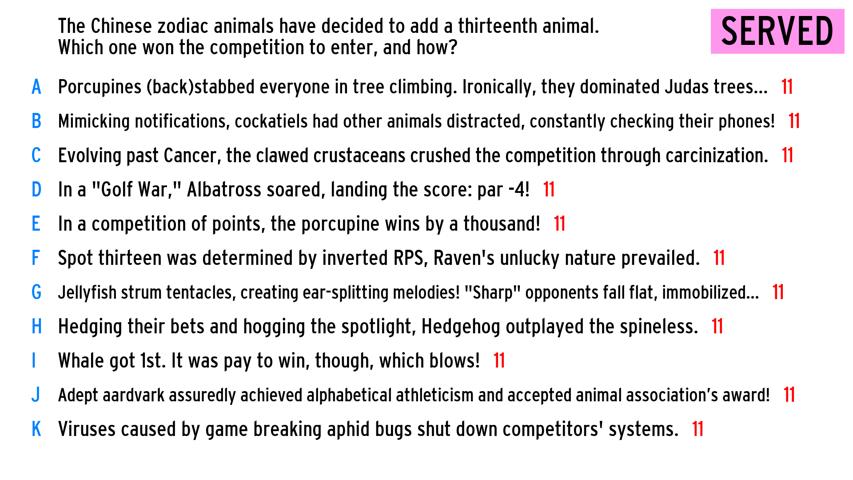 The Chinese zodiac animals have decided to add a thirteenth animal.
Which one won the competition to enter, and how?
SERVED
A Porcupines (back)stabbed everyone in tree climbing. Ironically, they dominated Judas trees... 11
B Mimicking notifications, cockatiels had other animals distracted, constantly checking their phones! 11
C Evolving past Cancer, the clawed crustaceans crushed the competition through carcinization. 11
D In a "Golf War," Albatross soared, landing the score: par -4! 11
E In a competition of points, the porcupine wins by a thousand! 11
F Spot thirteen was determined by inverted RPS, Raven's unlucky nature prevailed. 11
G Jellyfish strum tentacles, creating ear-splitting melodies! "Sharp" opponents fall flat, immobilized... 11
H Hedging their bets and hogging the spotlight, Hedgehog outplayed the spineless. 11
I Whale got 1st. It was pay to win, though, which blows! 11
J Adept aardvark assuredly achieved alphabetical athleticism and accepted animal association's award! 11
K Viruses caused by game breaking aphid bugs shut down competitors' systems. 11